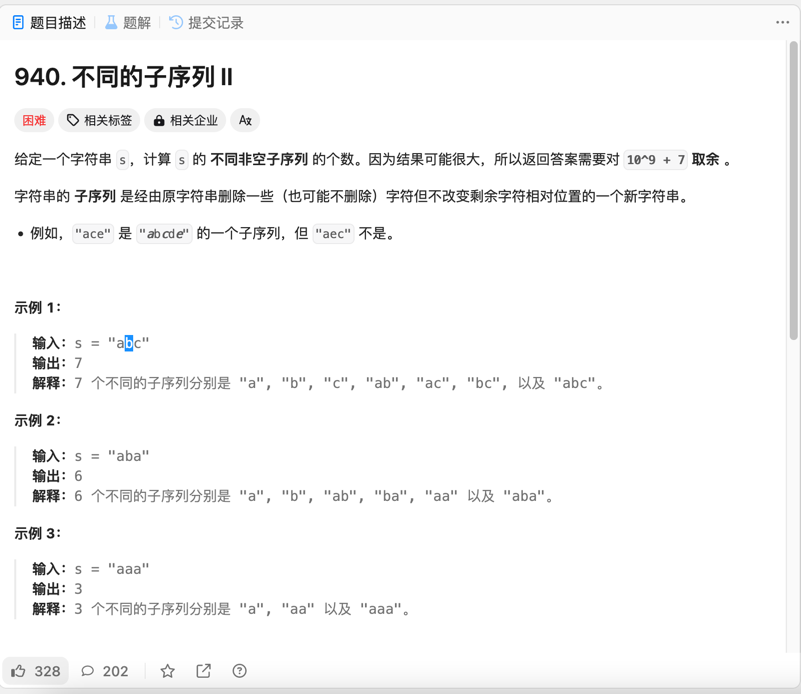 题目描述 题解 提交记录
940. 不同的子序列 II
困难 相关标签 相关企业
给定一个字符串 s，计算 s 的 不同非空子序列 的个数。因为结果可能很大，所以返回答案需要对 10^9 + 7 取余 。
字符串的 子序列 是经由原字符串删除一些（也可能不删除）字符但不改变剩余字符相对位置的一个新字符串。
• 例如，"ace" 是 "abcde" 的一个子序列，但 "aec" 不是。
示例 1：
输入：s = "abc"
输出：7
解释：7 个不同的子序列分别是 "a", "b", "c", "ab", "ac", "bc", 以及 "abc"。
示例 2：
输入：s = "aba"
输出：6
解释：6 个不同的子序列分别是 "a", "b", "ab", "ba", "aa" 以及 "aba"。
示例 3：
输入：s = "aaa"
输出：3
解释：3 个不同的子序列分别是 "a", "aa" 以及 "aaa"。
328 202